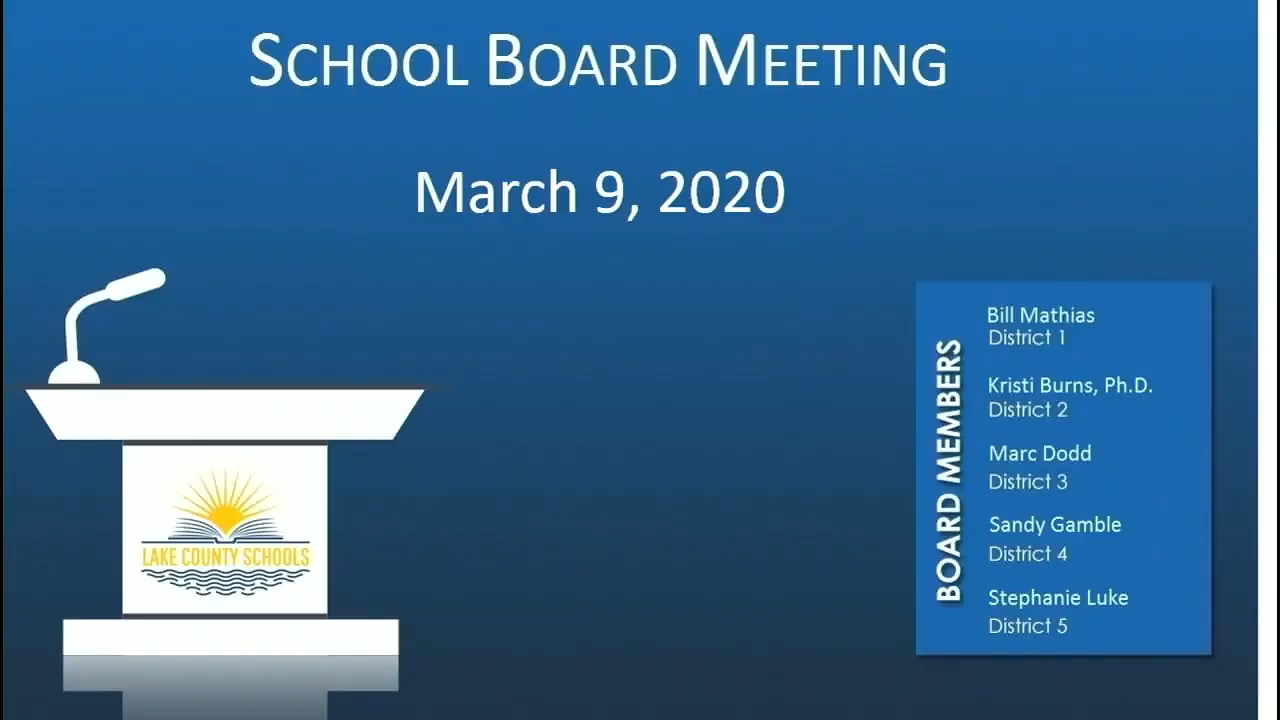 SCHOOL BOARD MEETING
March 9, 2020
LAKE COUNTY SCHOOLS
BOARD MEMBERS
Bill Mathias
District 1
Kristi Burns, Ph.D.
District 2
Marc Dodd
District 3
Sandy Gamble
District 4
Stephanie Luke
District 5